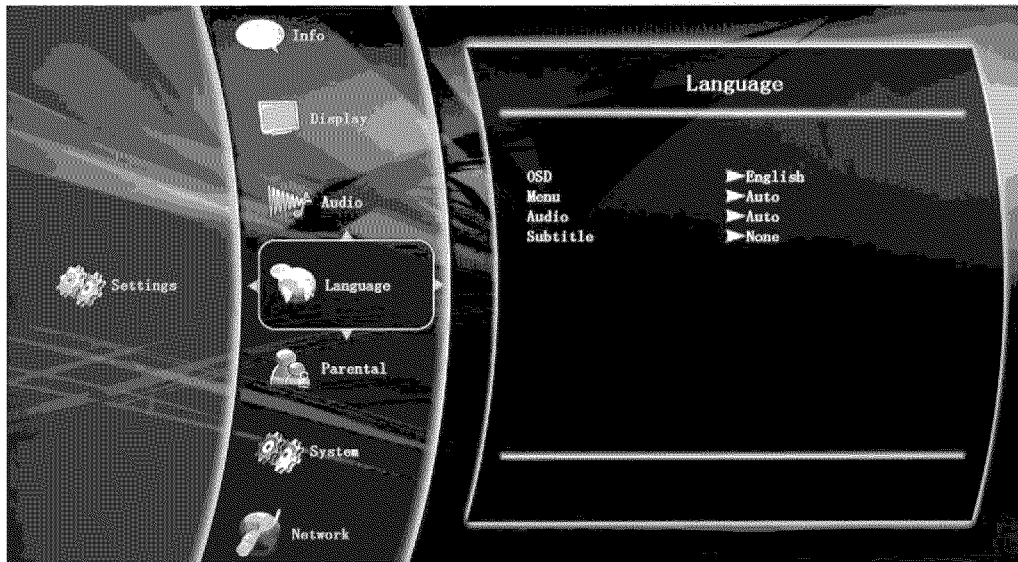 Settings
Info
Display
Audio
Language
Parental
System
Network
Language
OSD ►English
Menu ►Auto
Audio ►Auto
Subtitle ►None